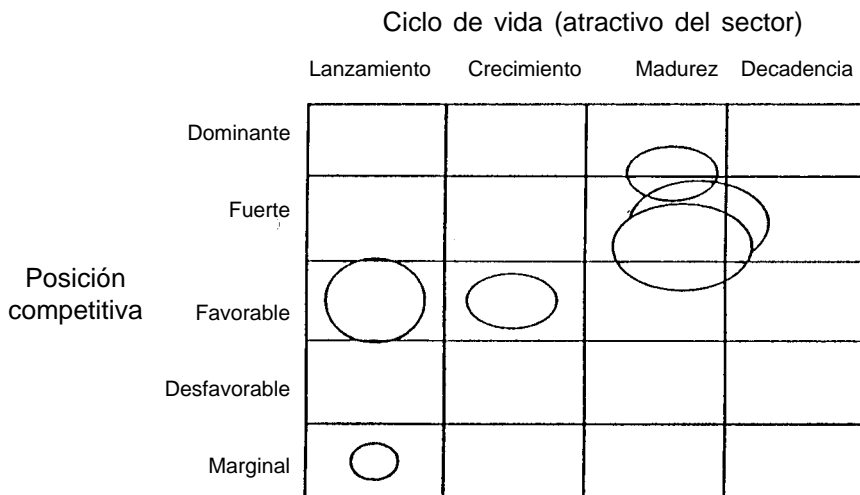 Ciclo de vida (atractivo del sector)
Lanzamiento Crecimiento Madurez Decadencia
Dominante
Fuerte
Posición
competitiva
Favorable
Desfavorable
Marginal